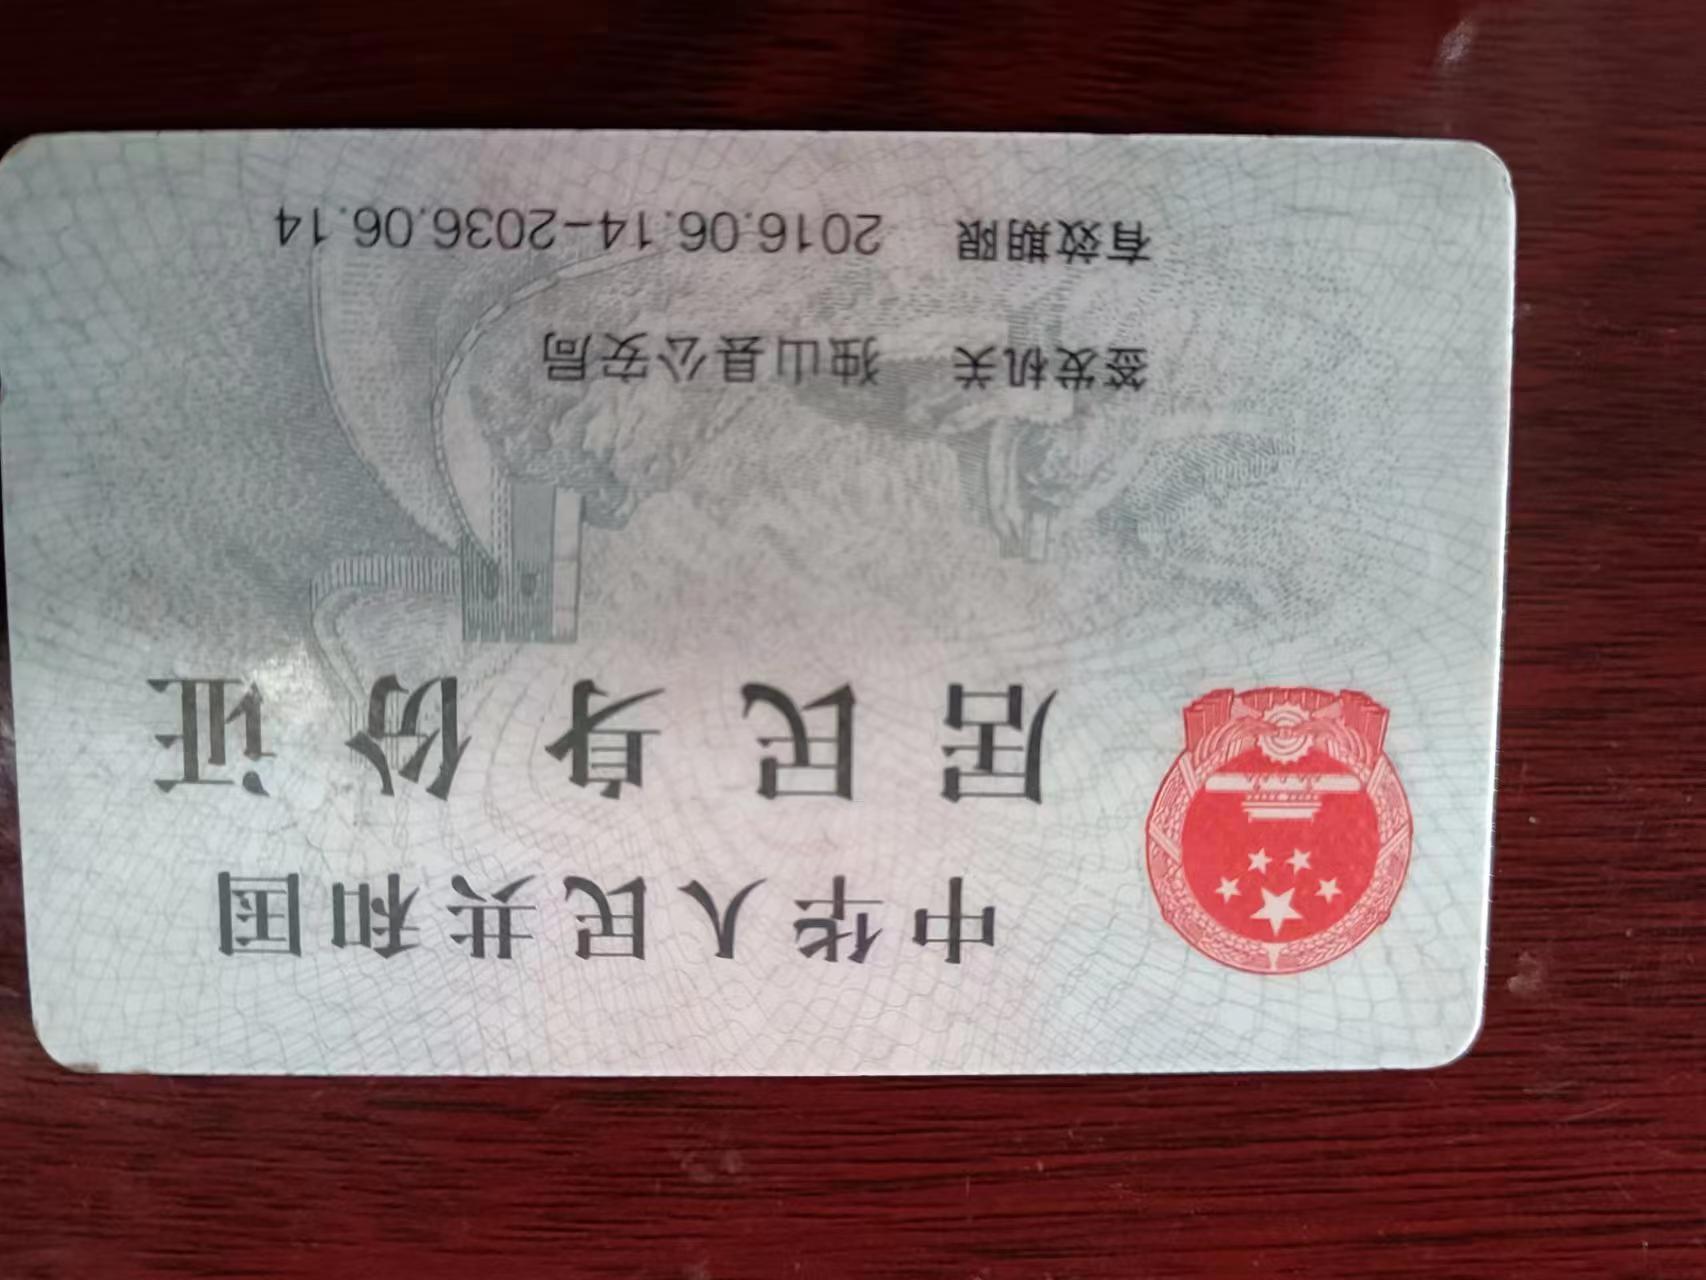 中华人民共和国
居民身份证
签发机关 独山县公安局
有效期限 2016.06.14-2036.06.14